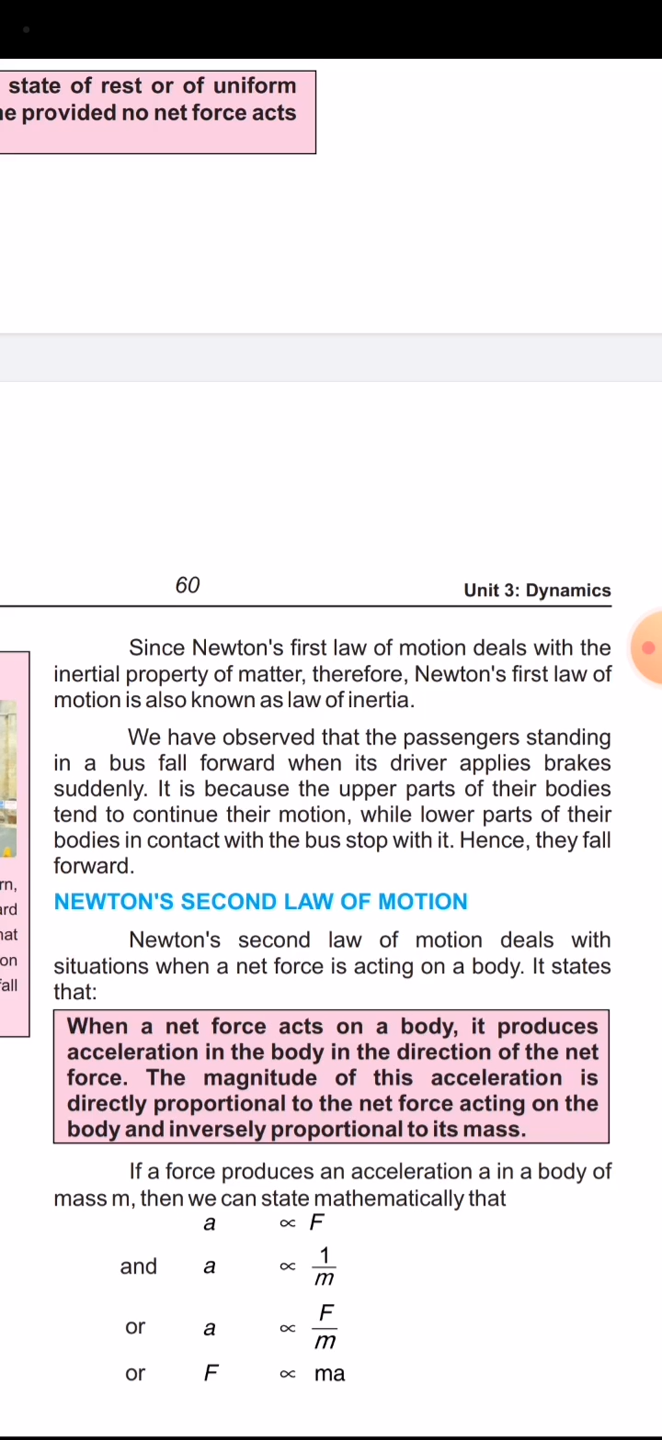 state of rest or of uniform
provided no net force acts
60
Unit 3: Dynamics
Since Newton's first law of motion deals with the
inertial property of matter, therefore, Newton's first law of
motion is also known as law of inertia.
We have observed that the passengers standing
in a bus fall forward when its driver applies brakes
suddenly. It is because the upper parts of their bodies
tend to continue their motion, while lower parts of their
bodies in contact with the bus stop with it. Hence, they fall
forward.
rn,
on
NEWTON'S SECOND LAW OF MOTION
Newton's second law of motion deals with
situations when a net force is acting on a body. It states
that:
When a net force acts on a body, it produces
acceleration in the body in the direction of the net
force. The magnitude of this acceleration is
directly proportional to the net force acting on the
body and inversely proportional to its mass.
If a force produces an acceleration a in a body of
mass m, then we can state mathematically that
a ∝ F
and a ∝ 1/m
or a ∝ F/m
or F ∝ ma